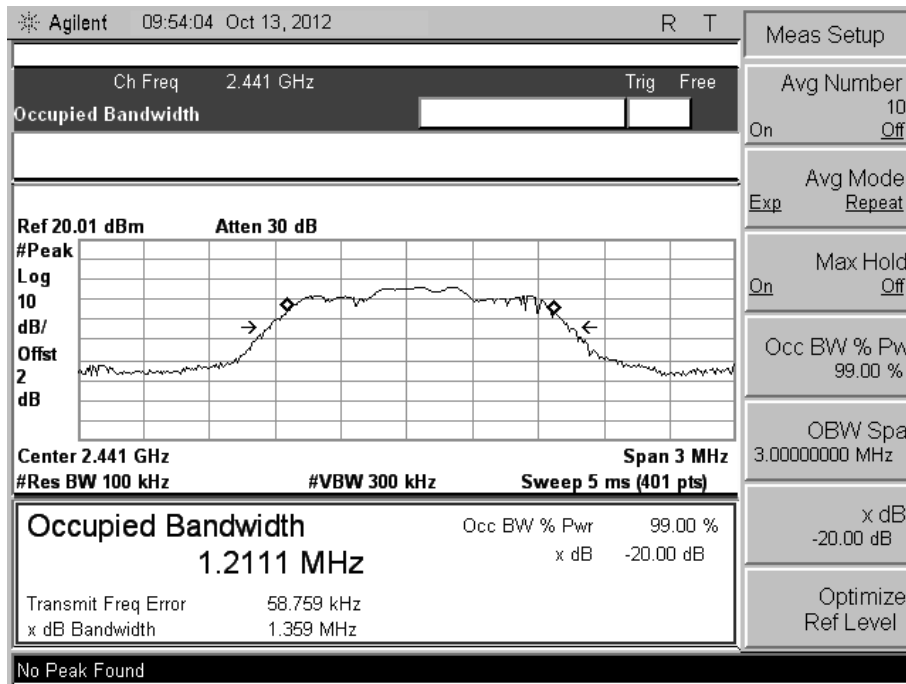 Agilent 09:54:04 Oct 13, 2012 R T
Ch Freq 2.441 GHz Trig Free
Occupied Bandwidth
Ref 20.01 dBm Atten 30 dB
#Peak
Log
10
dB/
Offset
2
dB
Center 2.441 GHz Span 3 MHz
#Res BW 100 kHz #VBW 300 kHz Sweep 5 ms (401 pts)
Occupied Bandwidth
1.2111 MHz
Occ BW % Pwr 99.00 %
x dB -20.00 dB
Transmit Freq Error 58.759 kHz
x dB Bandwidth 1.359 MHz
No Peak Found
Meas Setup
Avg Number
10
On Off
Avg Mode
Exp Repeat
Max Hold
On Off
Occ BW % Pw
99.00 %
OBW Spa
3.00000000 MHz
x dB
-20.00 dB
Optimize
Ref Level